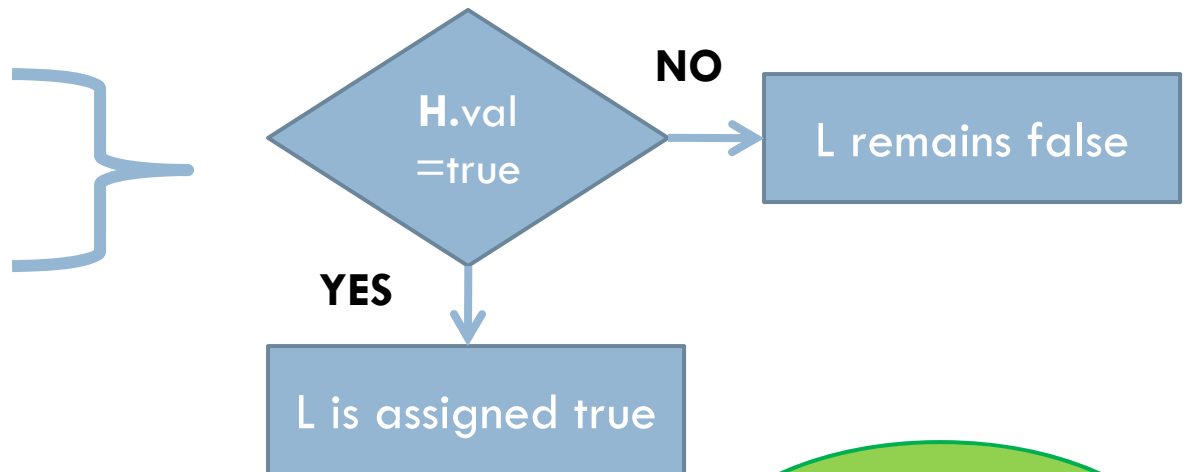 H.val
=true
NO
L remains false
YES
L is assigned true